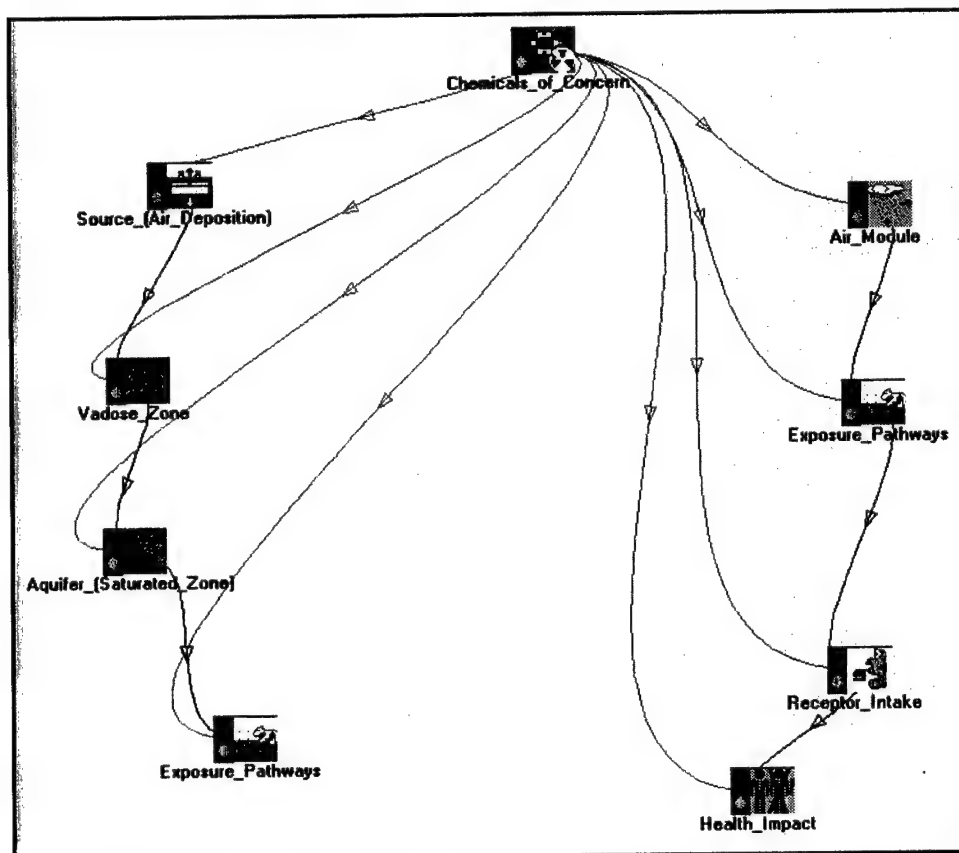 Chemicals_of_Concern
Source_(Air_Deposition)
Air_Module
Vadose_Zone
Exposure_Pathways
Aquifer_(Saturated_Zone)
Receptor_Intake
Exposure_Pathways
Health_Impact